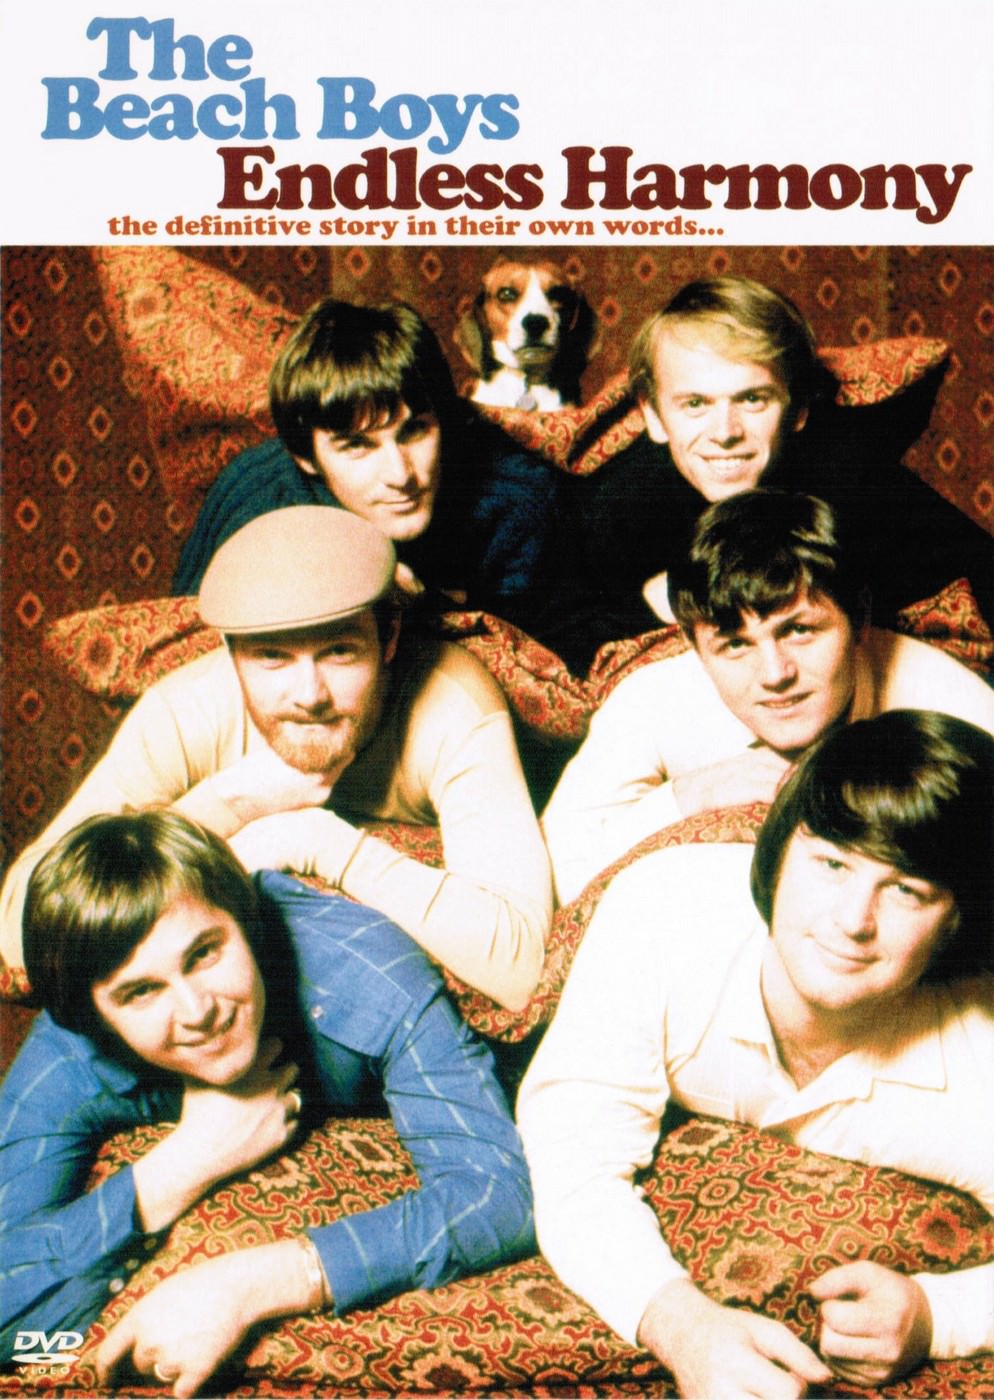 The
Beach Boys
Endless Harmony
the definitive story in their own words...
DVD
VIDEO